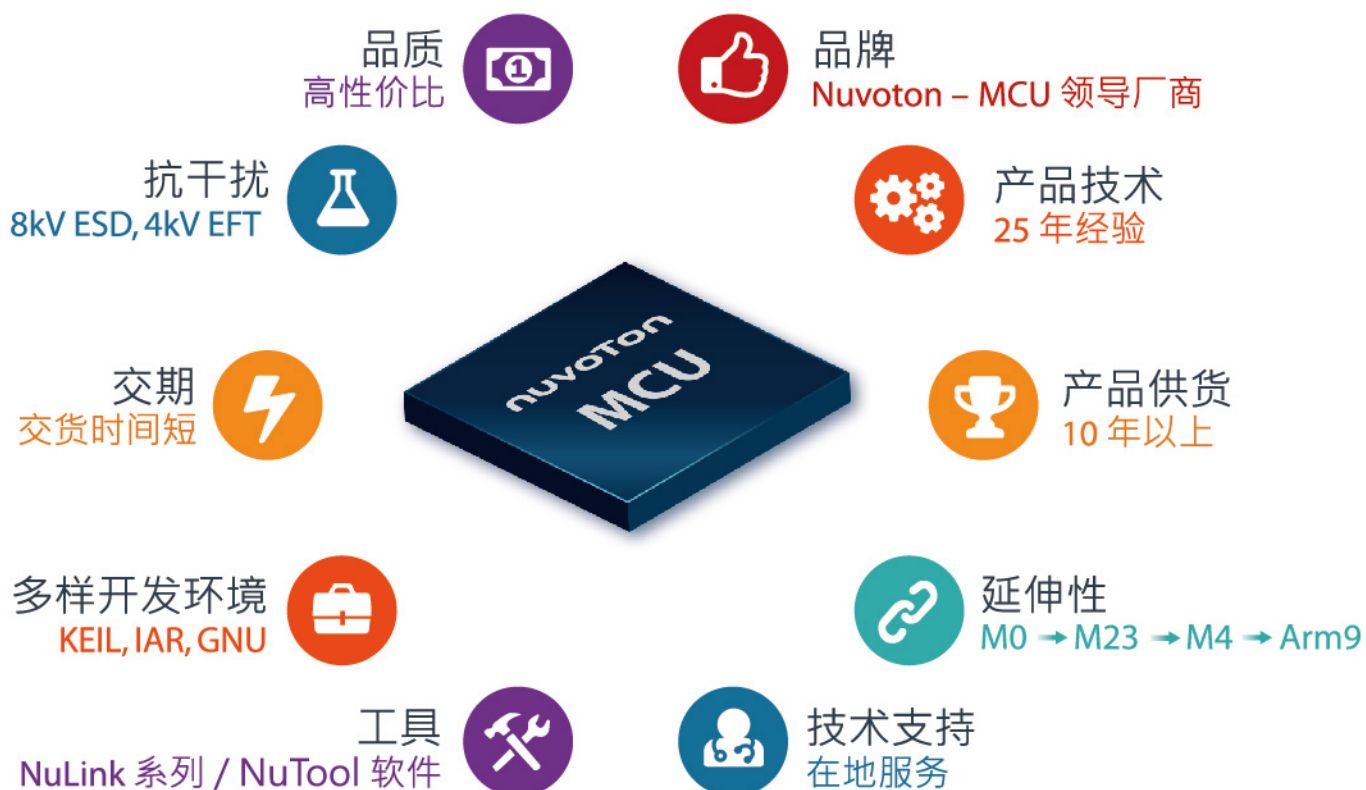 品质
高性价比
品牌
Nuvoton – MCU 领导厂商
抗干扰
8kV ESD, 4kV EFT
产品技术
25 年经验
nuvoTon
MCU
交期
交货时间短
产品供货
10 年以上
多样开发环境
KEIL, IAR, GNU
延伸性
M0 → M23 → M4 → Arm9
工具
NuLink 系列 / NuTool 软件
技术支持
在地服务
1